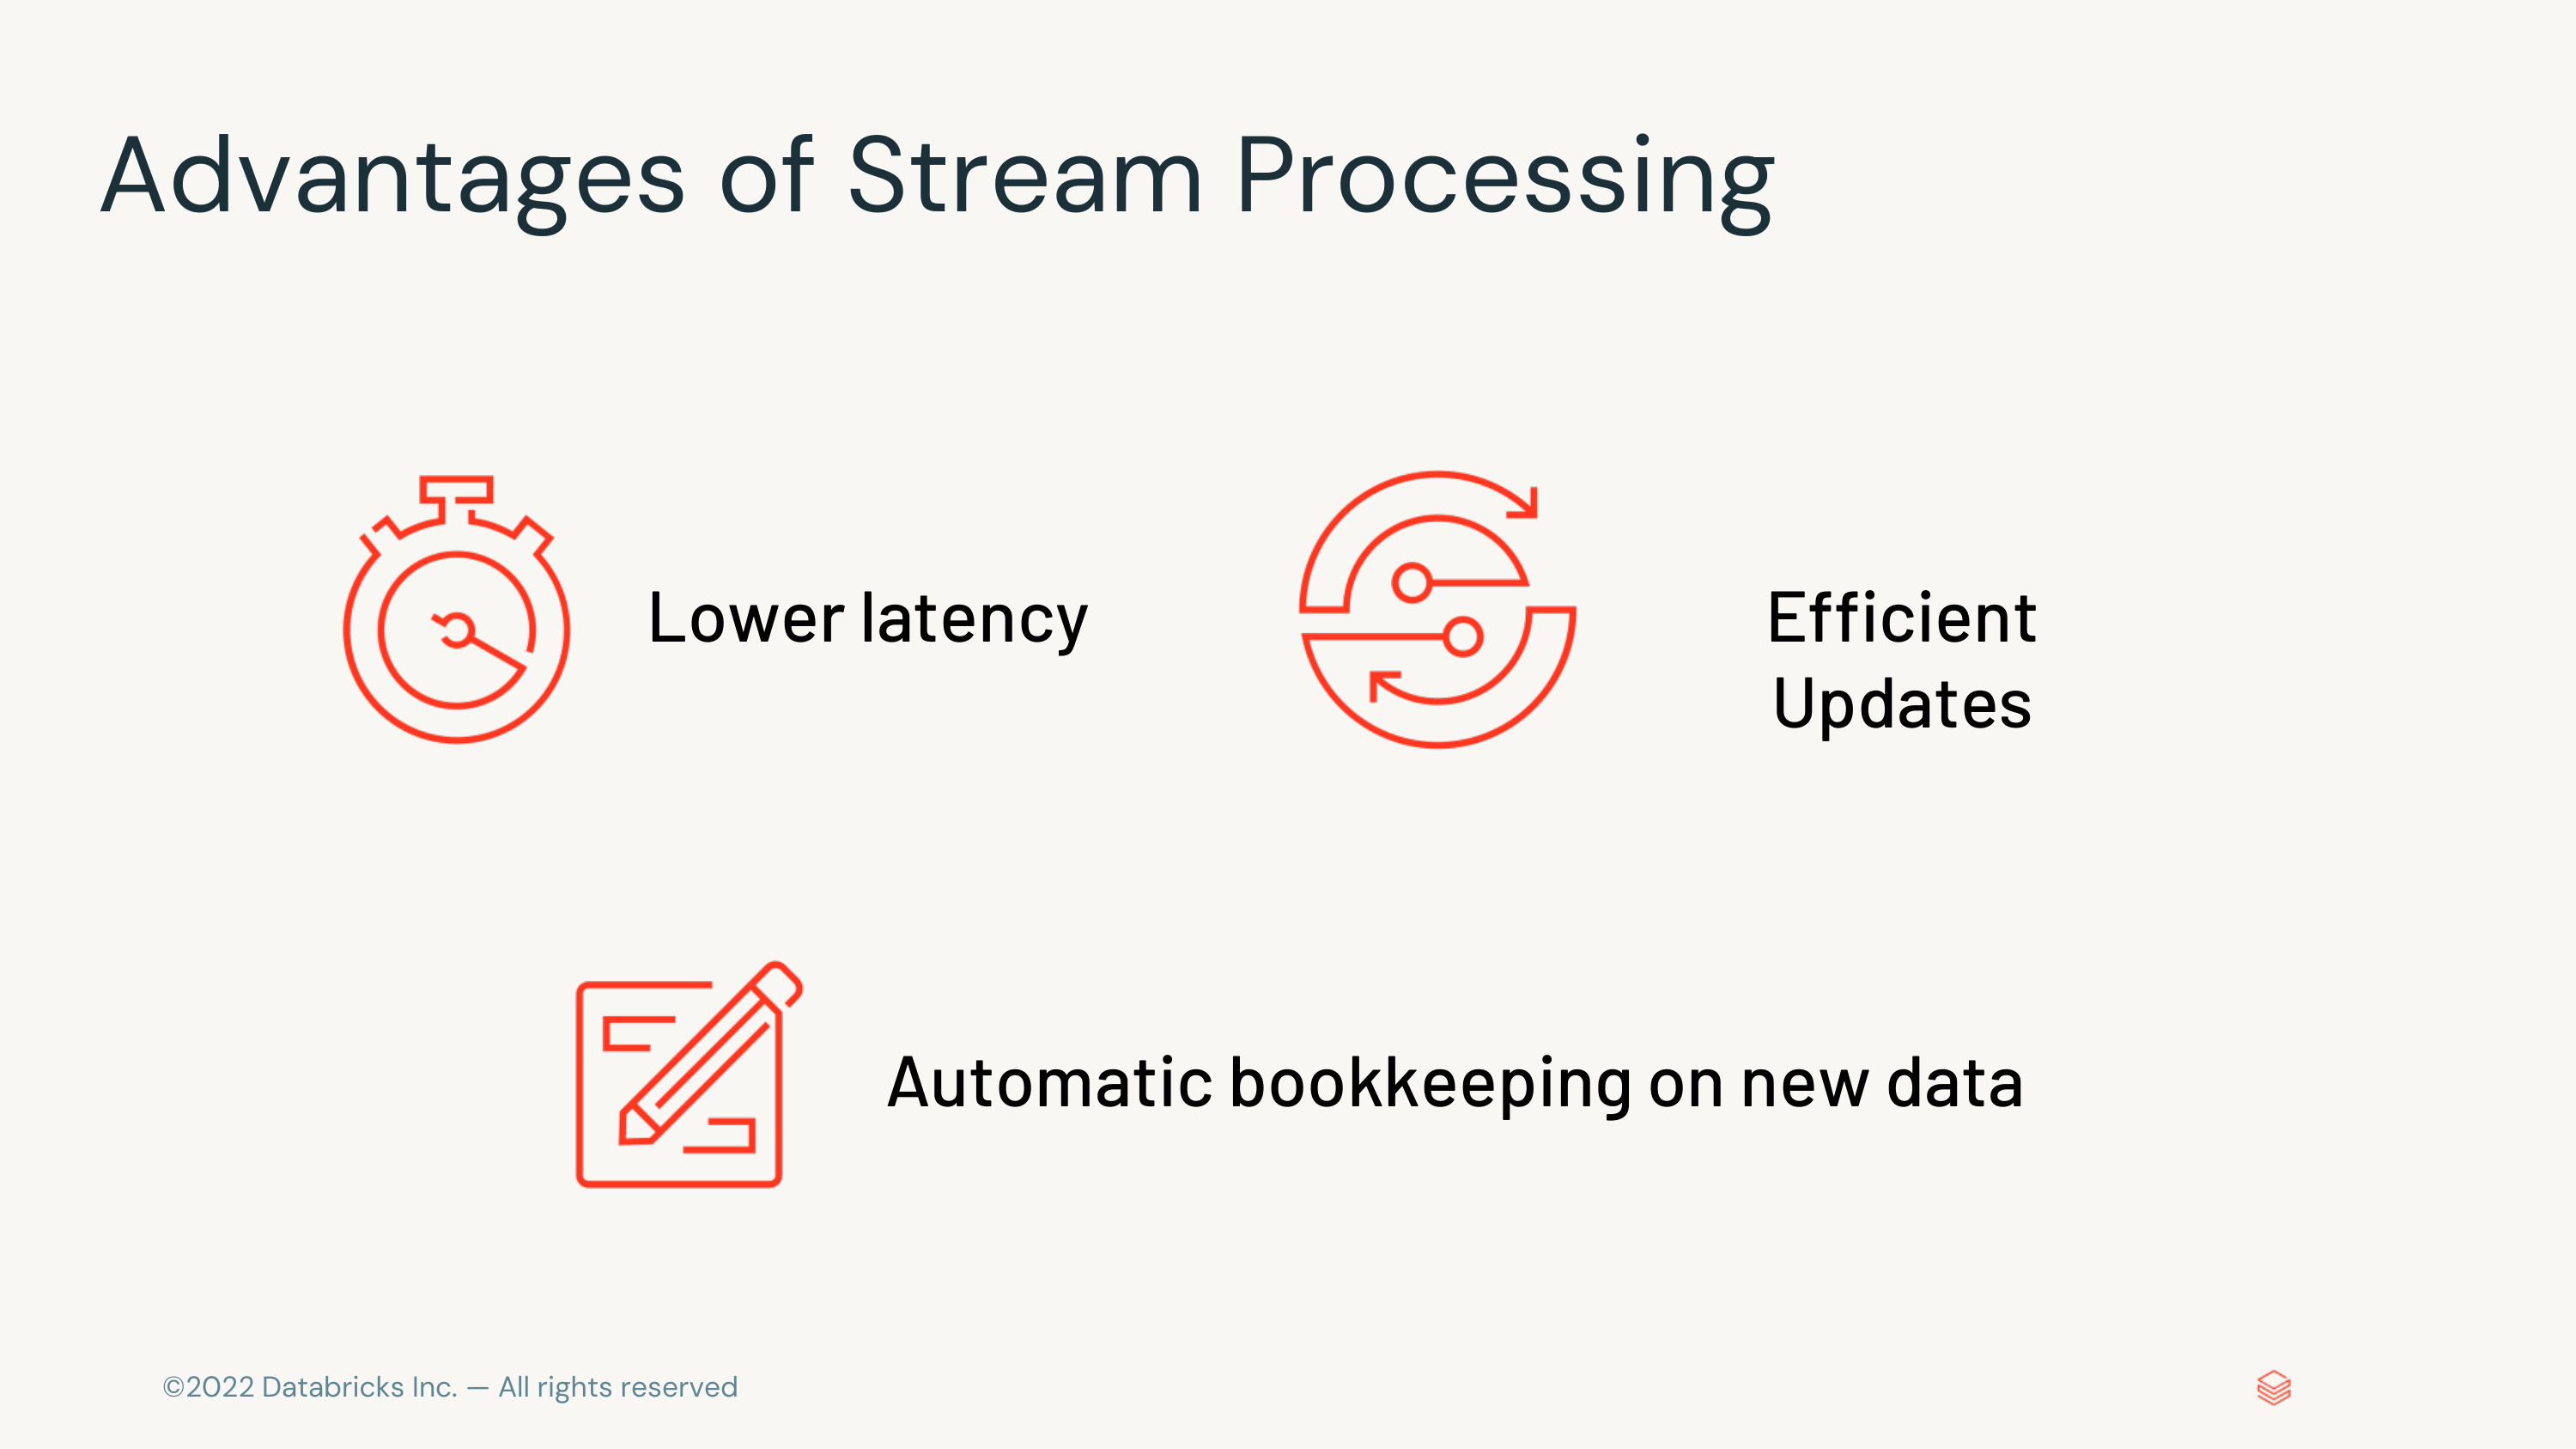 Advantages of Stream Processing
Lower latency
Efficient
Updates
Automatic bookkeeping on new data
©2022 Databricks Inc. — All rights reserved